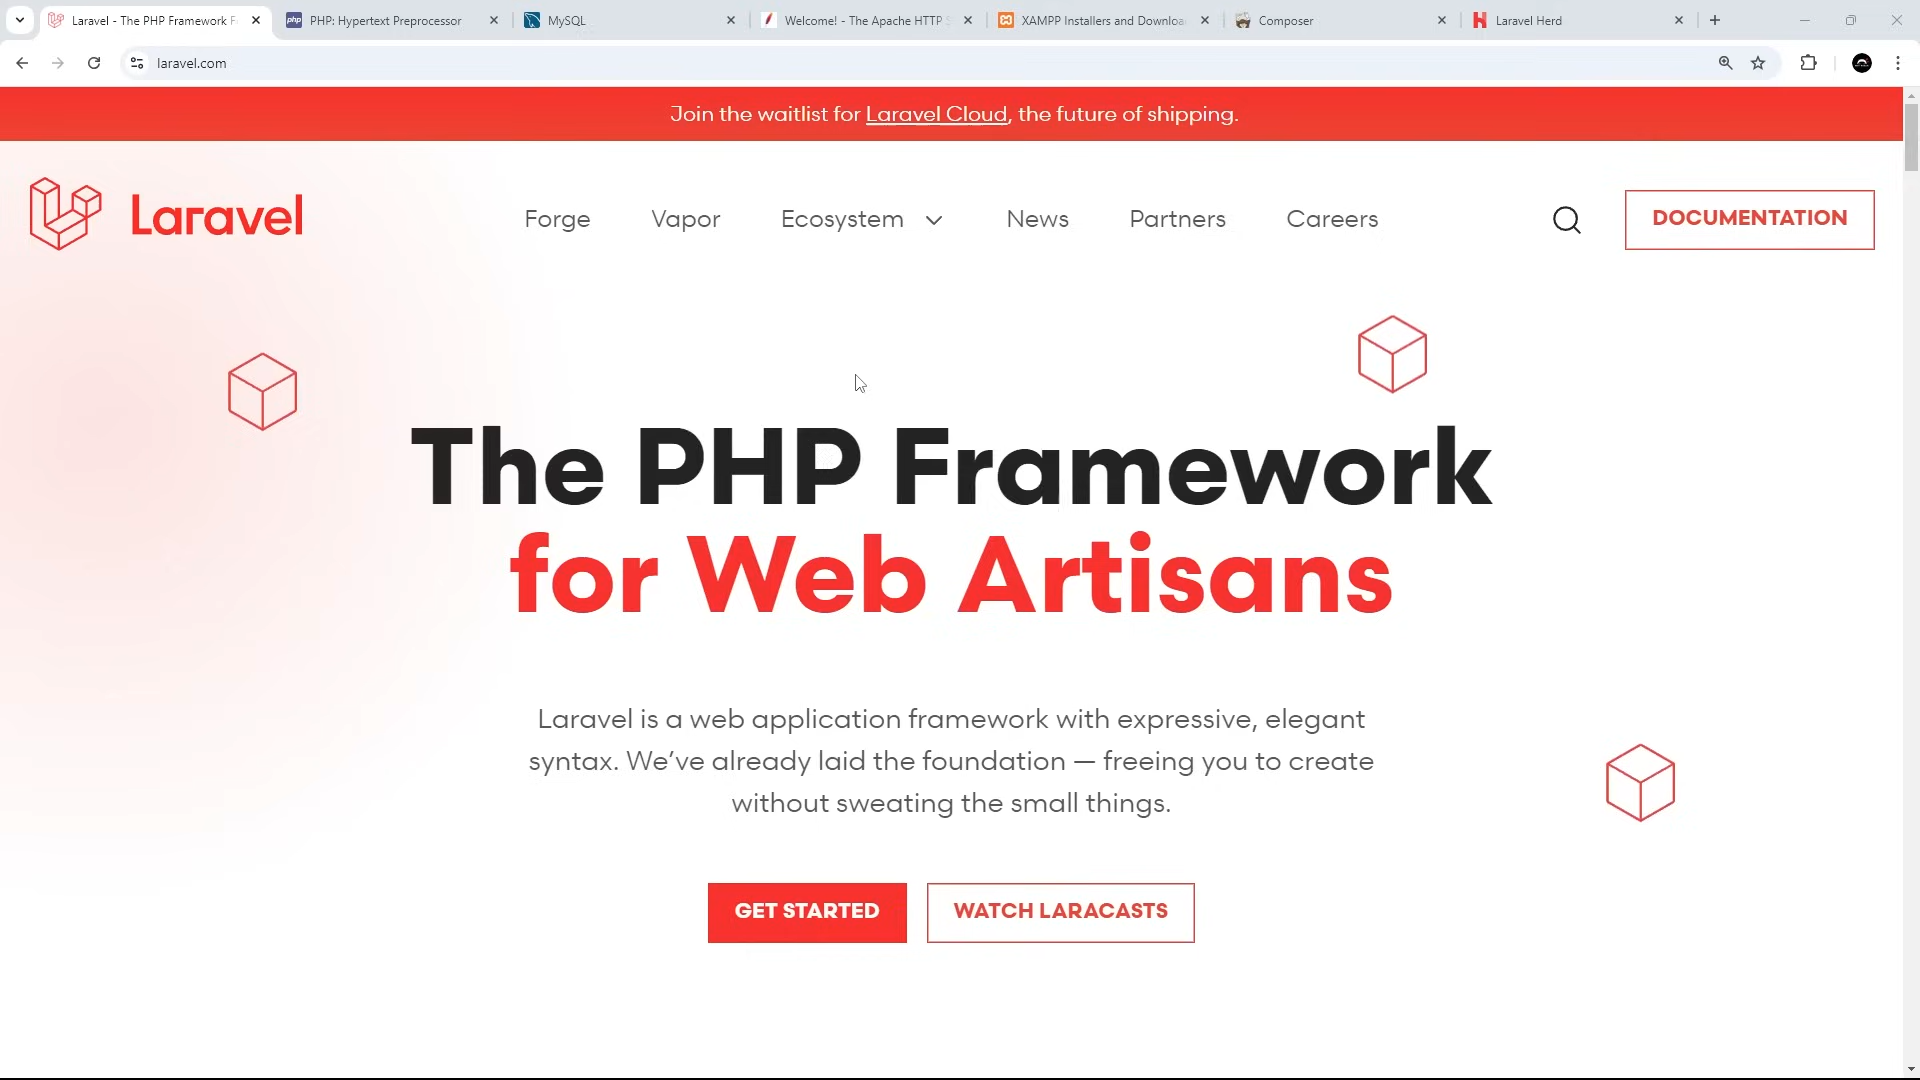 Laravel - The PHP Framework F
PHP: Hypertext Preprocessor
MySQL
Welcome! - The Apache HTTP S
XAMPP Installers and Downloa
Composer
Laravel Herd
laravel.com
Join the waitlist for Laravel Cloud, the future of shipping.
Laravel
Forge
Vapor
Ecosystem
News
Partners
Careers
DOCUMENTATION
The PHP Framework
for Web Artisans
Laravel is a web application framework with expressive, elegant
syntax. We’ve already laid the foundation — freeing you to create
without sweating the small things.
GET STARTED
WATCH LARACASTS